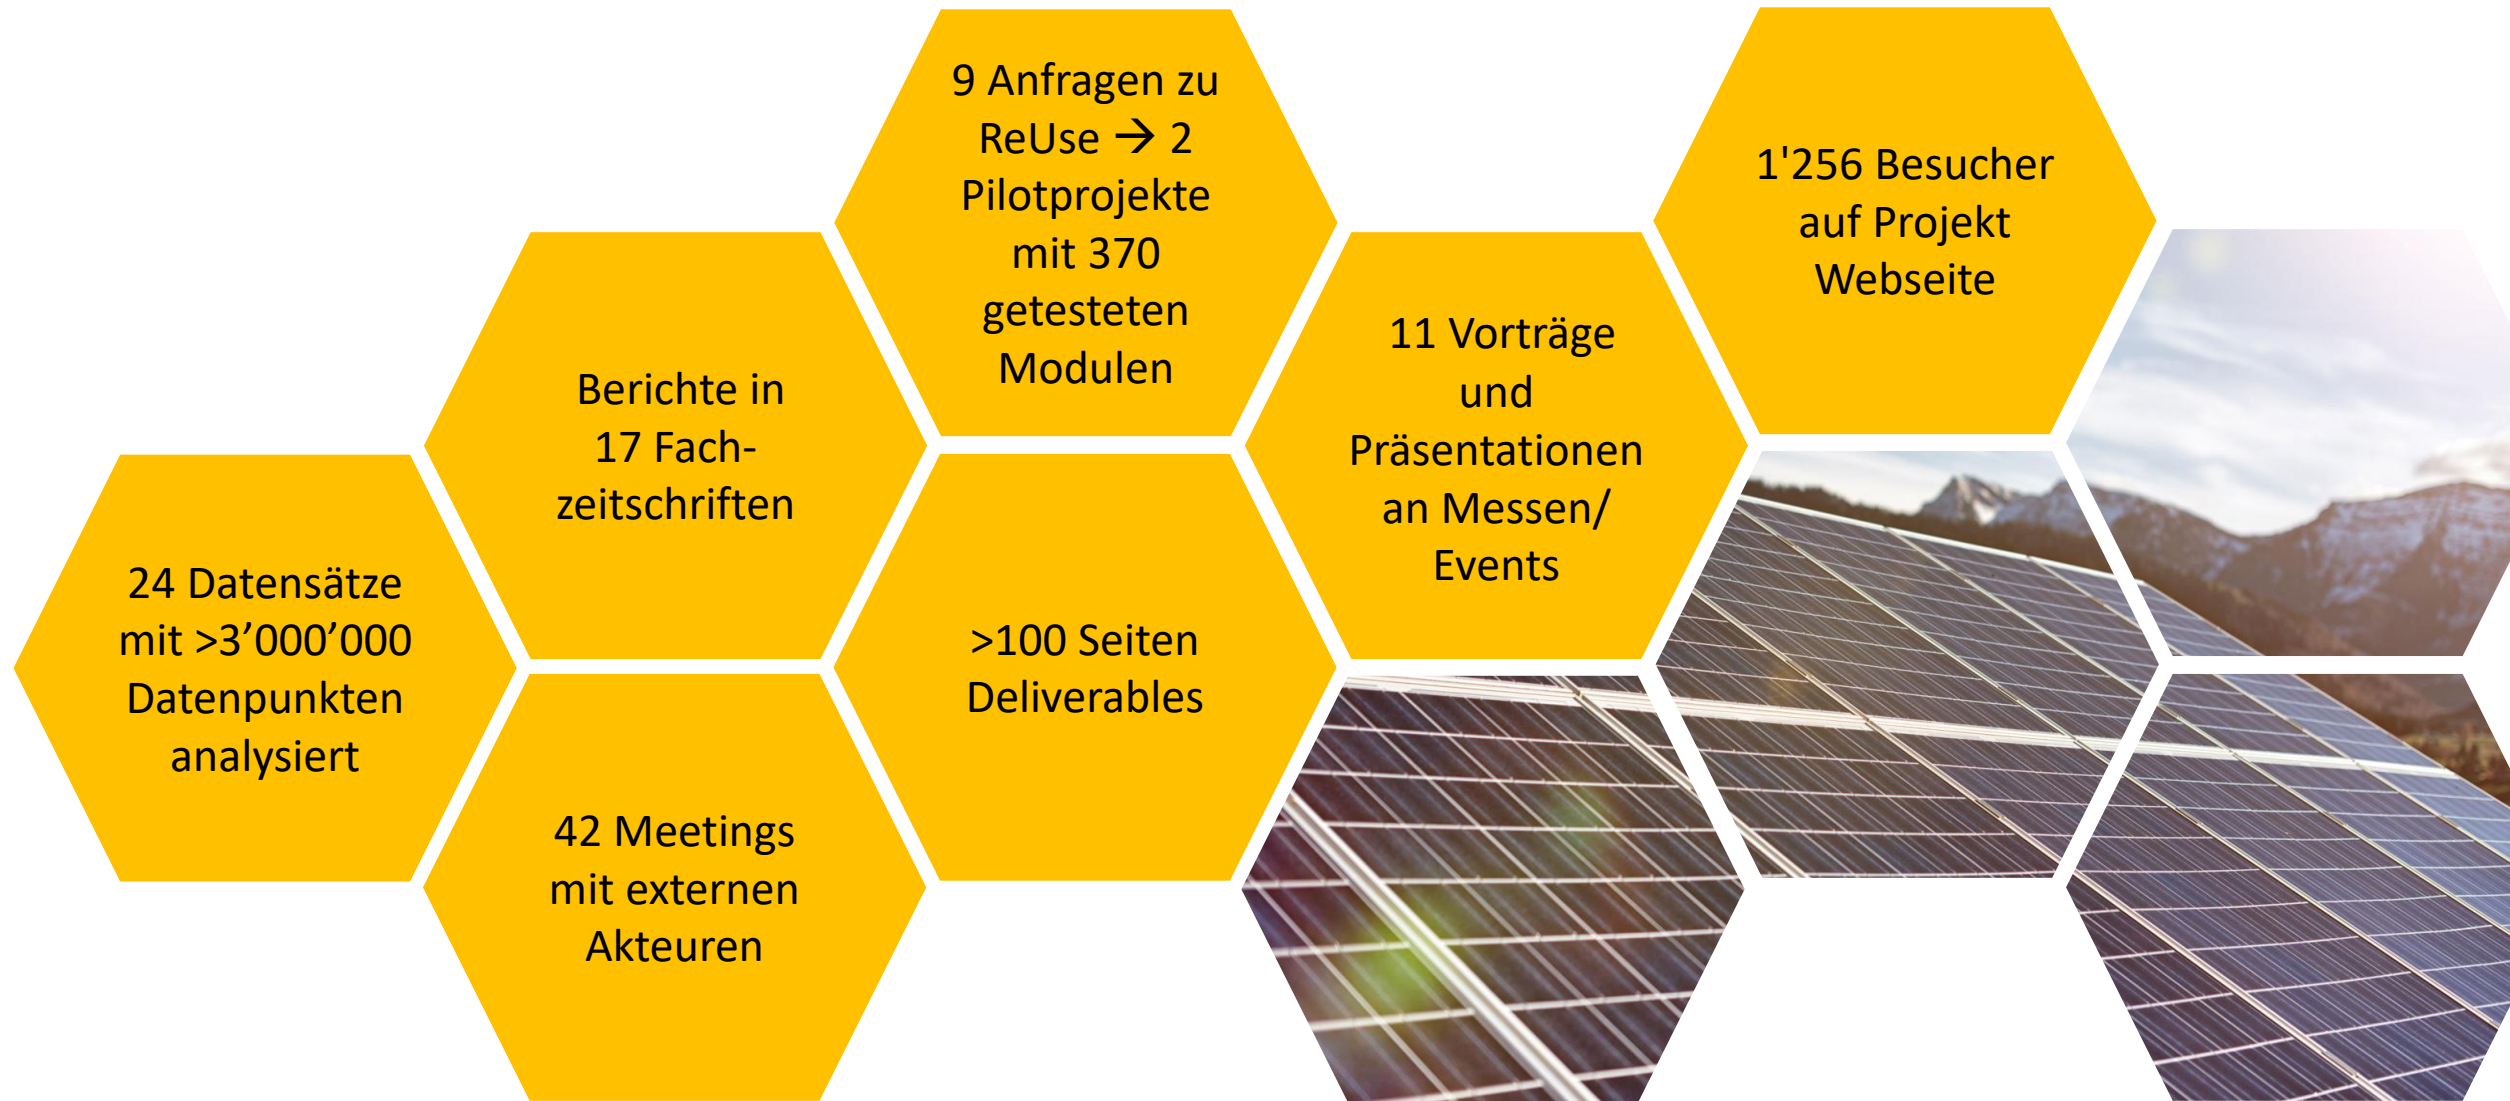 24 Datensätze
mit >3’000’000
Datenpunkten
analysiert
Berichte in
17 Fach-
zeitschriften
42 Meetings
mit externen
Akteuren
9 Anfragen zu
ReUse → 2
Pilotprojekte
mit 370
getesteten
Modulen
>100 Seiten
Deliverables
11 Vorträge
und
Präsentationen
an Messen/
Events
1'256 Besucher
auf Projekt
Webseite